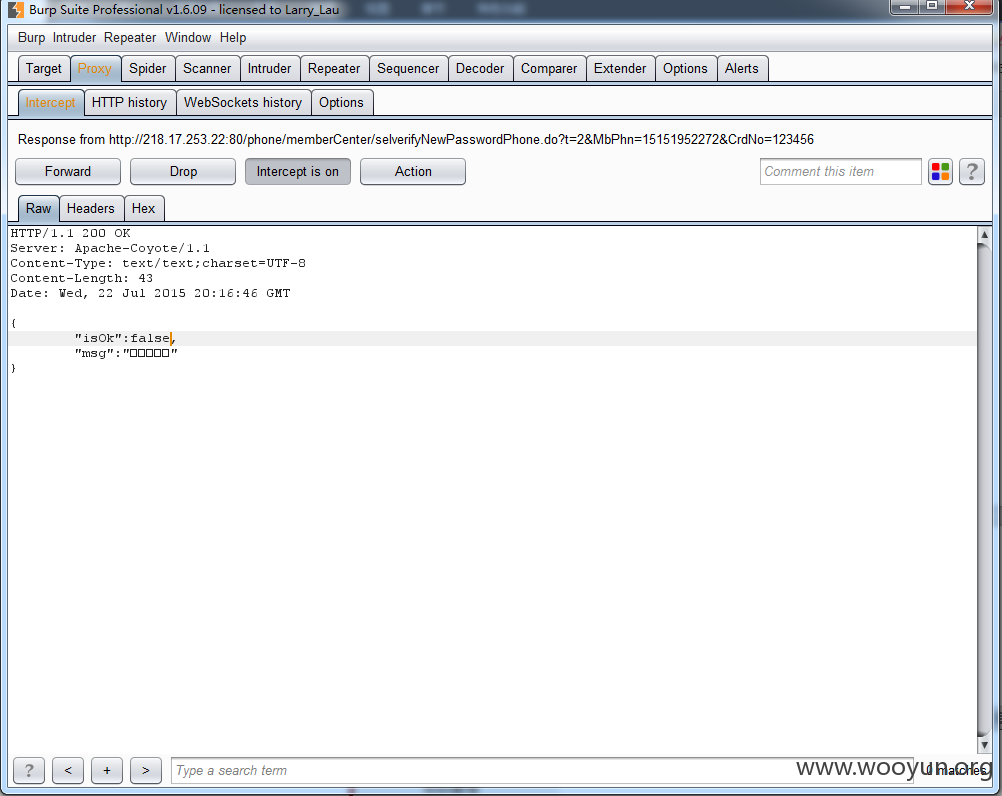 Burp Suite Professional v1.6.09 - licensed to Larry_Lau
Burp Intruder Repeater Window Help
Target Proxy Spider Scanner Intruder Repeater Sequencer Decoder Comparer Extender Options Alerts
Intercept HTTP history WebSockets history Options
Response from http://218.17.253.22:80/phone/memberCenter/selverifyNewPasswordPhone.do?t=2&MbPhn=15151952272&CrdNo=123456
Forward Drop Intercept is on Action Comment this item ?
Raw Headers Hex
HTTP/1.1 200 OK
Server: Apache-Coyote/1.1
Content-Type: text/text;charset=UTF-8
Content-Length: 43
Date: Wed, 22 Jul 2015 20:16:46 GMT
{
"isOk":false,
"msg":"□□□□□"
}
? < + > Type a search term 0 matches
www.wooyun.org